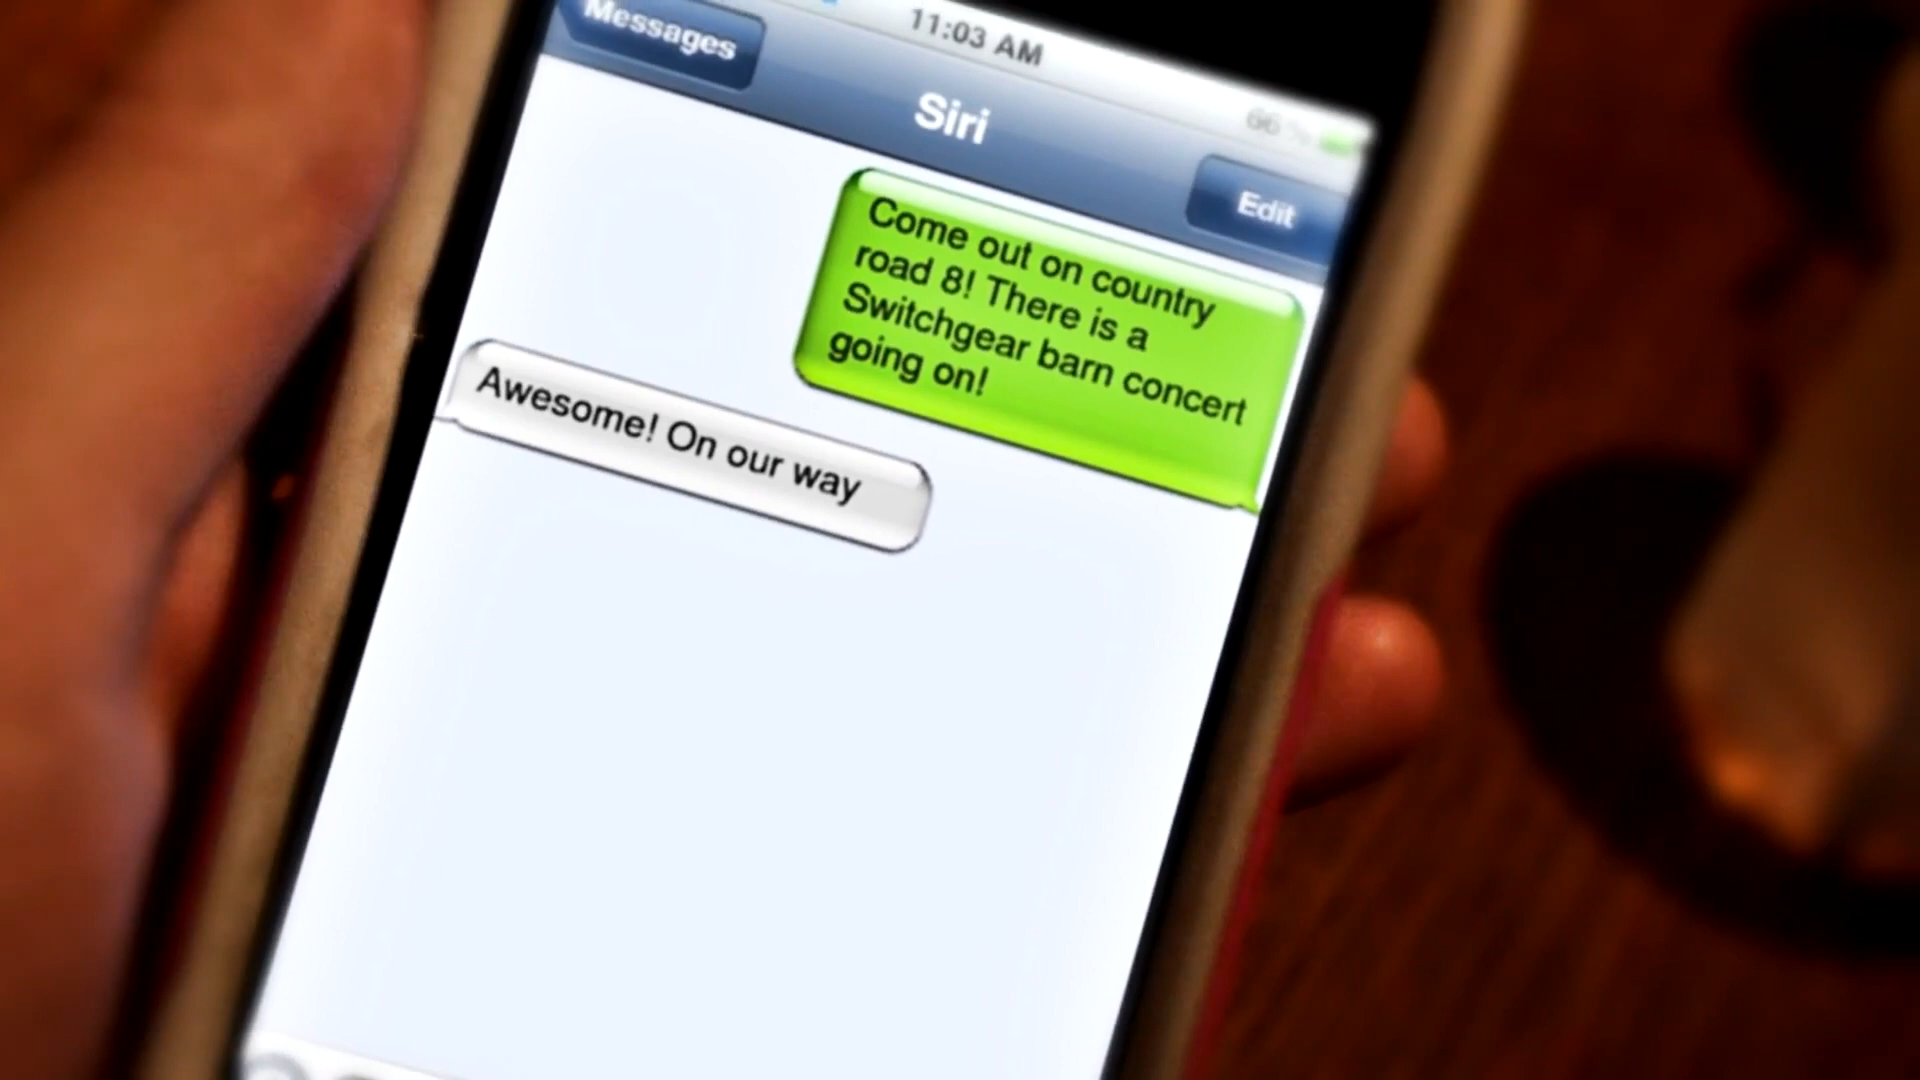 11:03 AM
66%
Messages
Siri
Edit
Come out on country
road 8! There is a
Switchgear barn concert
going on!
Awesome! On our way